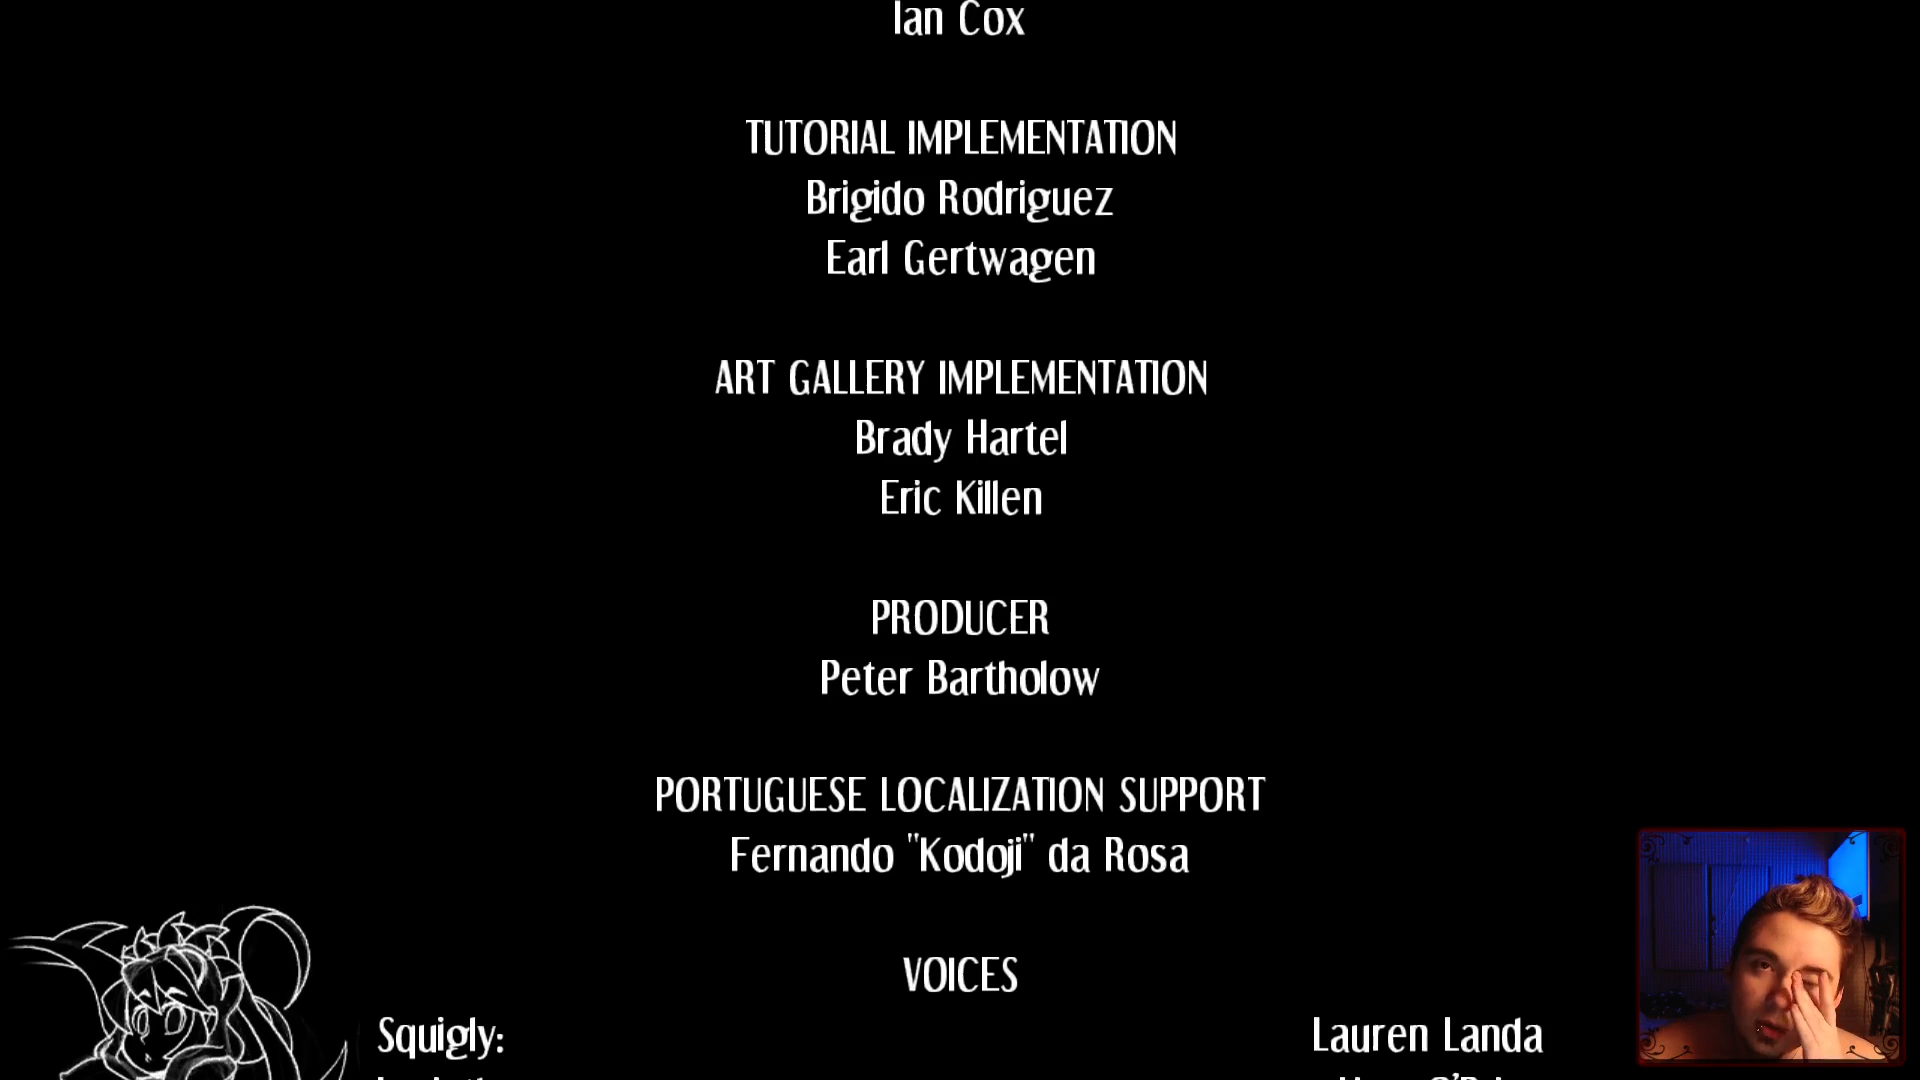 Ian Cox
TUTORIAL IMPLEMENTATION
Brigido Rodriguez
Earl Gertwagen
ART GALLERY IMPLEMENTATION
Brady Hartel
Eric Killen
PRODUCER
Peter Bartholow
PORTUGUESE LOCALIZATION SUPPORT
Fernando "Kodoji" da Rosa
VOICES
Squigly: Lauren Landa